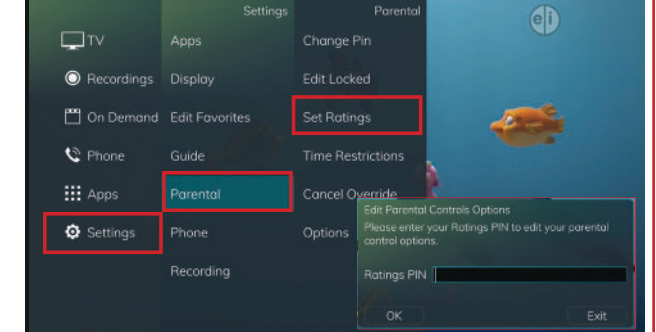 Settings
Parental
TV
Apps
Change Pin
Recordings
Display
Edit Locked
On Demand
Edit Favorites
Set Ratings
Phone
Guide
Time Restrictions
Apps
Parental
Cancel Override
Settings
Phone
Options
Recording
Edit Parental Controls Options
Please enter your Ratings PIN to edit your parental
control options.
Ratings PIN
OK
Exit
ei